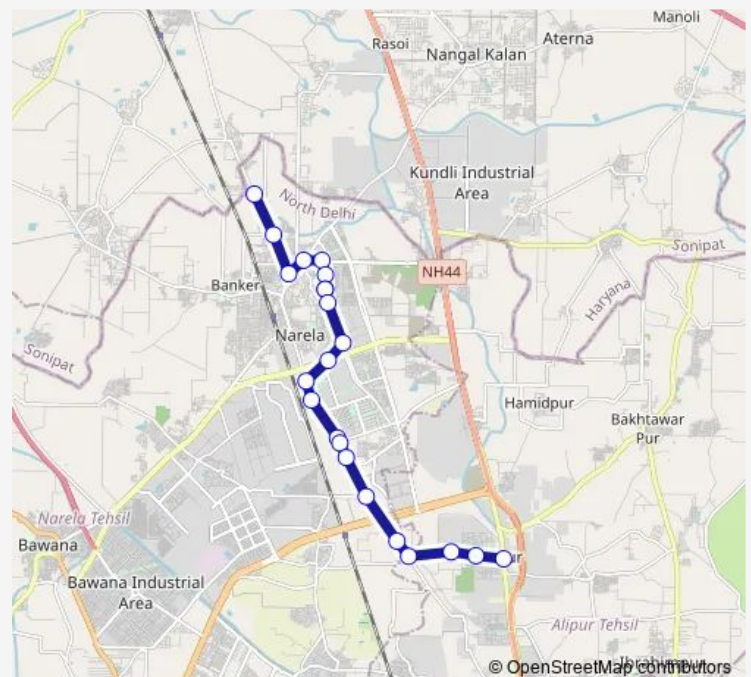 Manoli
Rasoi
Aterna
Nangal Kalan
Kundli Industrial
Area
North Delhi
Sonipat
NH44
Banker
Haryana
Narela
Sonipat
Hamidpur
Bakhtawar
Pur
Narela Tehsil
Bawana
Bawana Industrial
Area
ur
Alipur Tehsil
© OpenStreetMap contributors